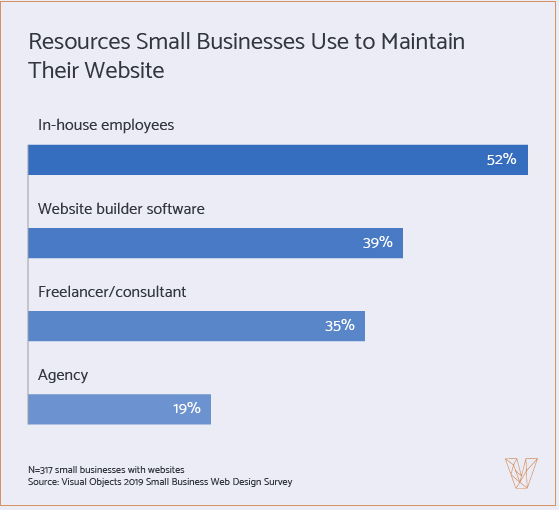 Resources Small Businesses Use to Maintain
Their Website
In-house employees
52%
Website builder software
39%
Freelancer/consultant
35%
Agency
19%
N=317 small businesses with websites
Source: Visual Objects 2019 Small Business Web Design Survey